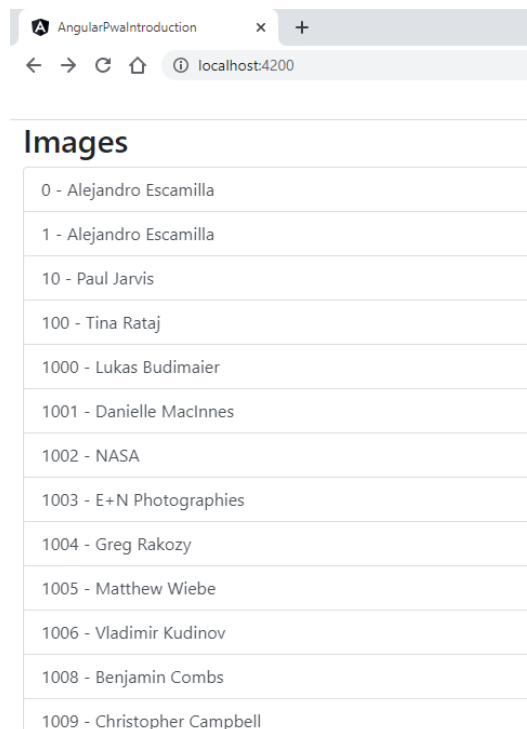 AngularPwaIntroduction
localhost:4200
Images
0 - Alejandro Escamilla
1 - Alejandro Escamilla
10 - Paul Jarvis
100 - Tina Rataj
1000 - Lukas Budimaier
1001 - Danielle MacInnes
1002 - NASA
1003 - E+N Photographies
1004 - Greg Rakozy
1005 - Matthew Wiebe
1006 - Vladimir Kudinov
1008 - Benjamin Combs
1009 - Christopher Campbell